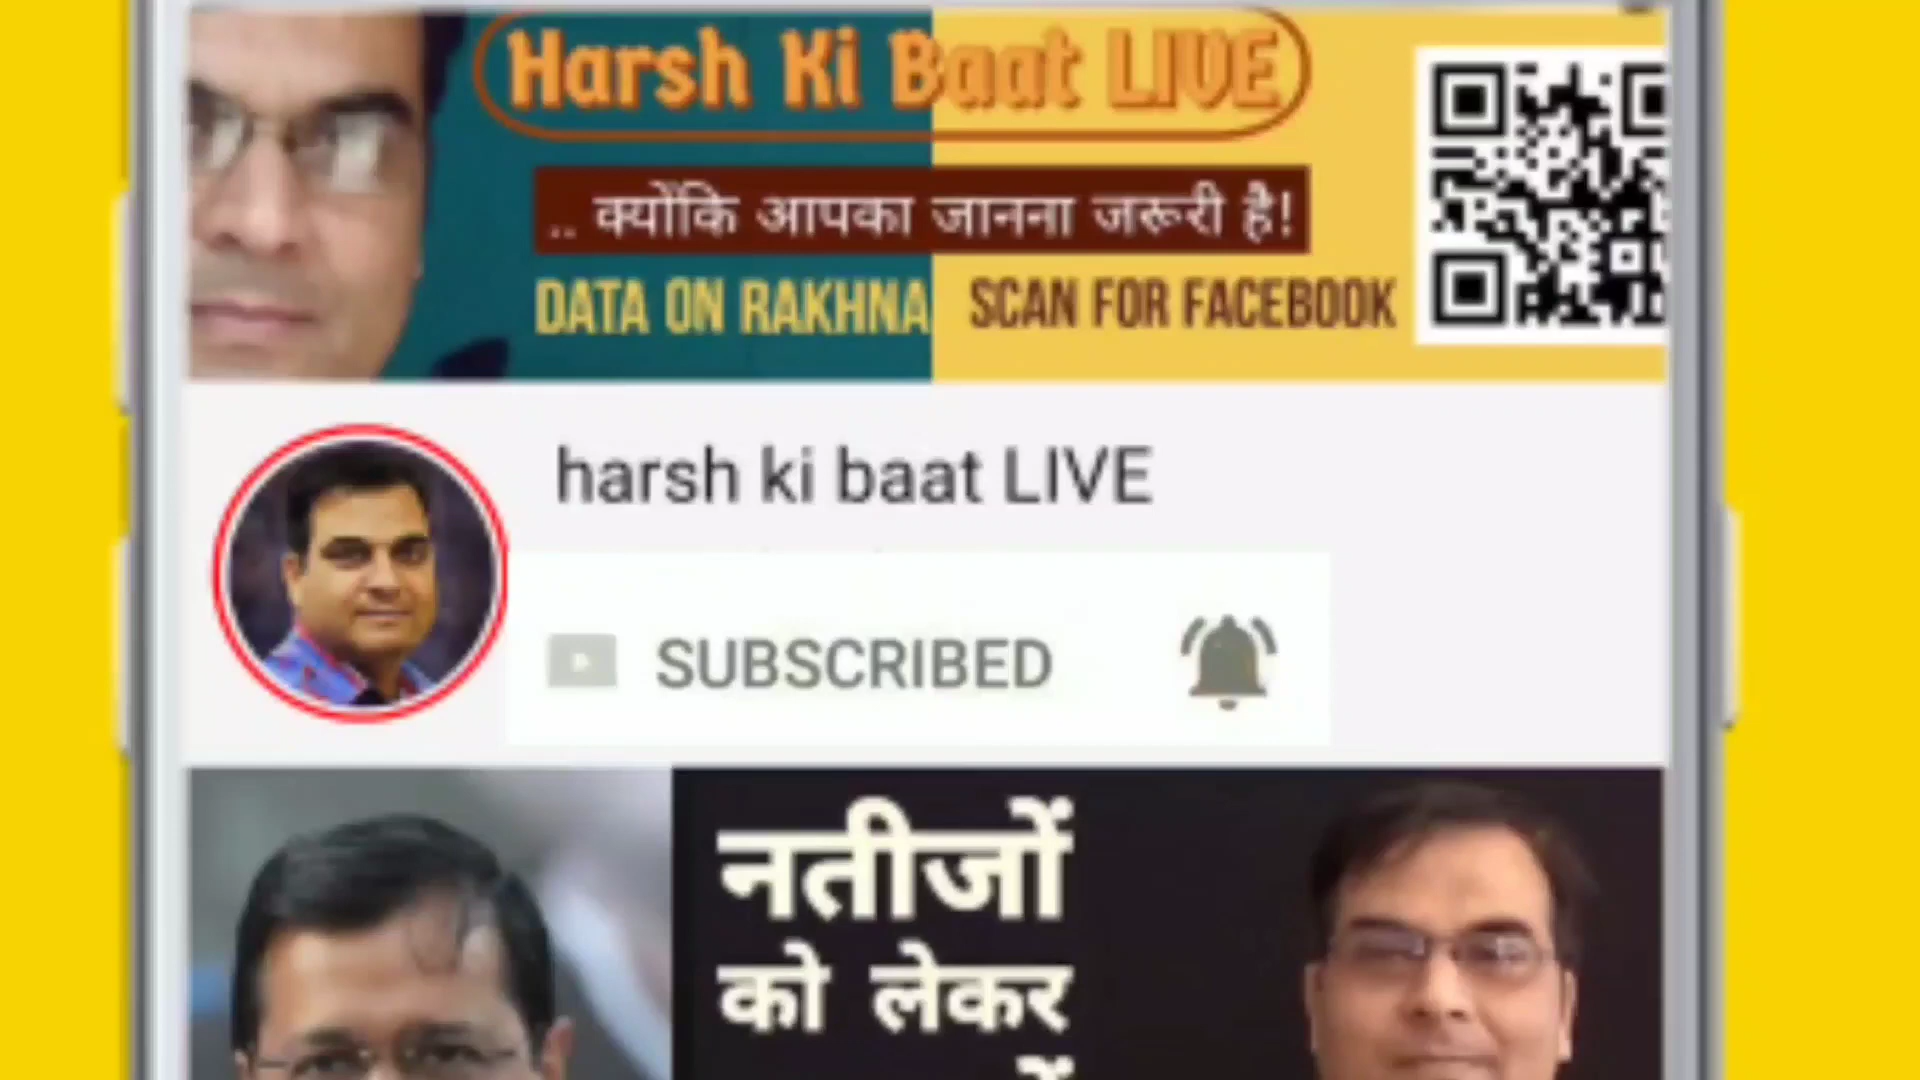 Harsh Ki Baat LIVE
.. क्योंकि आपका जानना जरूरी है!
DATA ON RAKHNA
SCAN FOR FACEBOOK
harsh ki baat LIVE
SUBSCRIBED
नतीजों
को लेकर